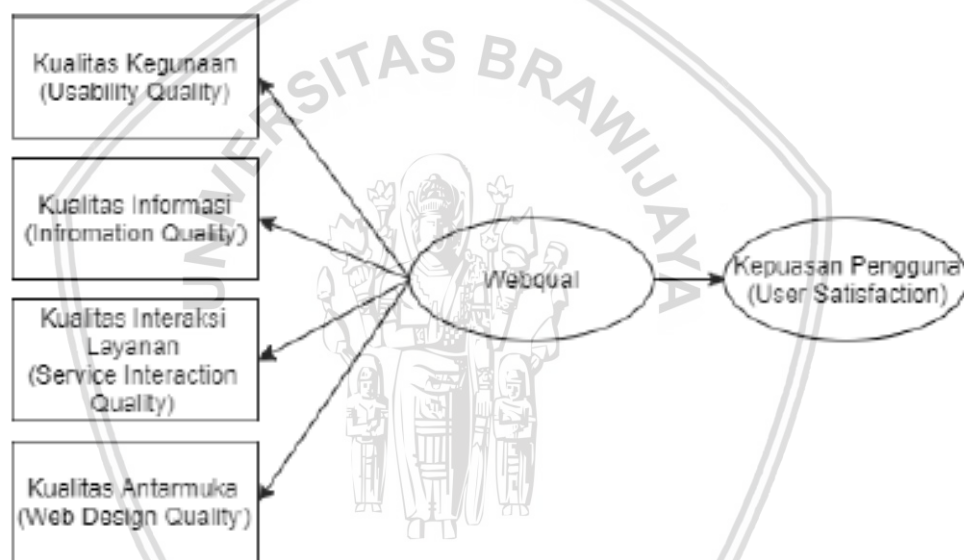 UNIVERSITAS BRAWIJAYA
Kualitas Kegunaan
(Usability Quality)
Kualitas Informasi
(Infromation Quality)
Kualitas Interaksi
Layanan
(Service Interaction
Quality)
Kualitas Antarmuka
(Web Design Quality)
Webqual
Kepuasan Pengguna
(User Satisfaction)